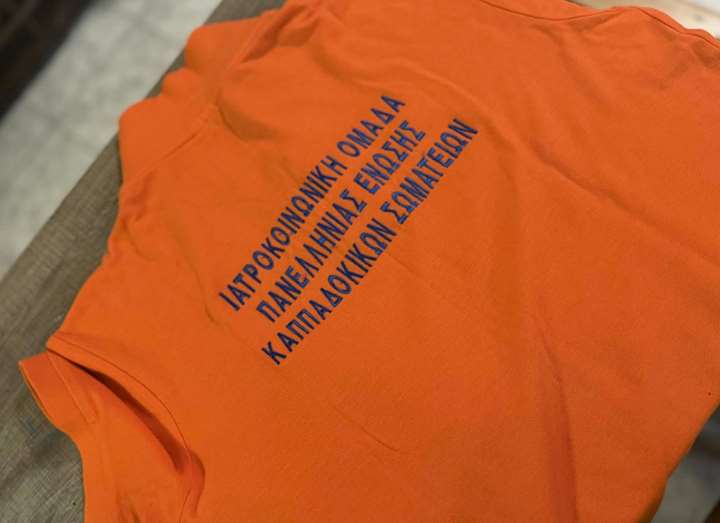 ΙΑΤΡΟΚΟΙΝΩΝΙΚΗ ΟΜΑΔΑ
ΠΑΝΕΛΛΗΝΙΑΣ ΕΝΩΣΗΣ
ΚΑΠΠΑΔΟΚΙΚΩΝ ΣΩΜΑΤΕΙΩΝ